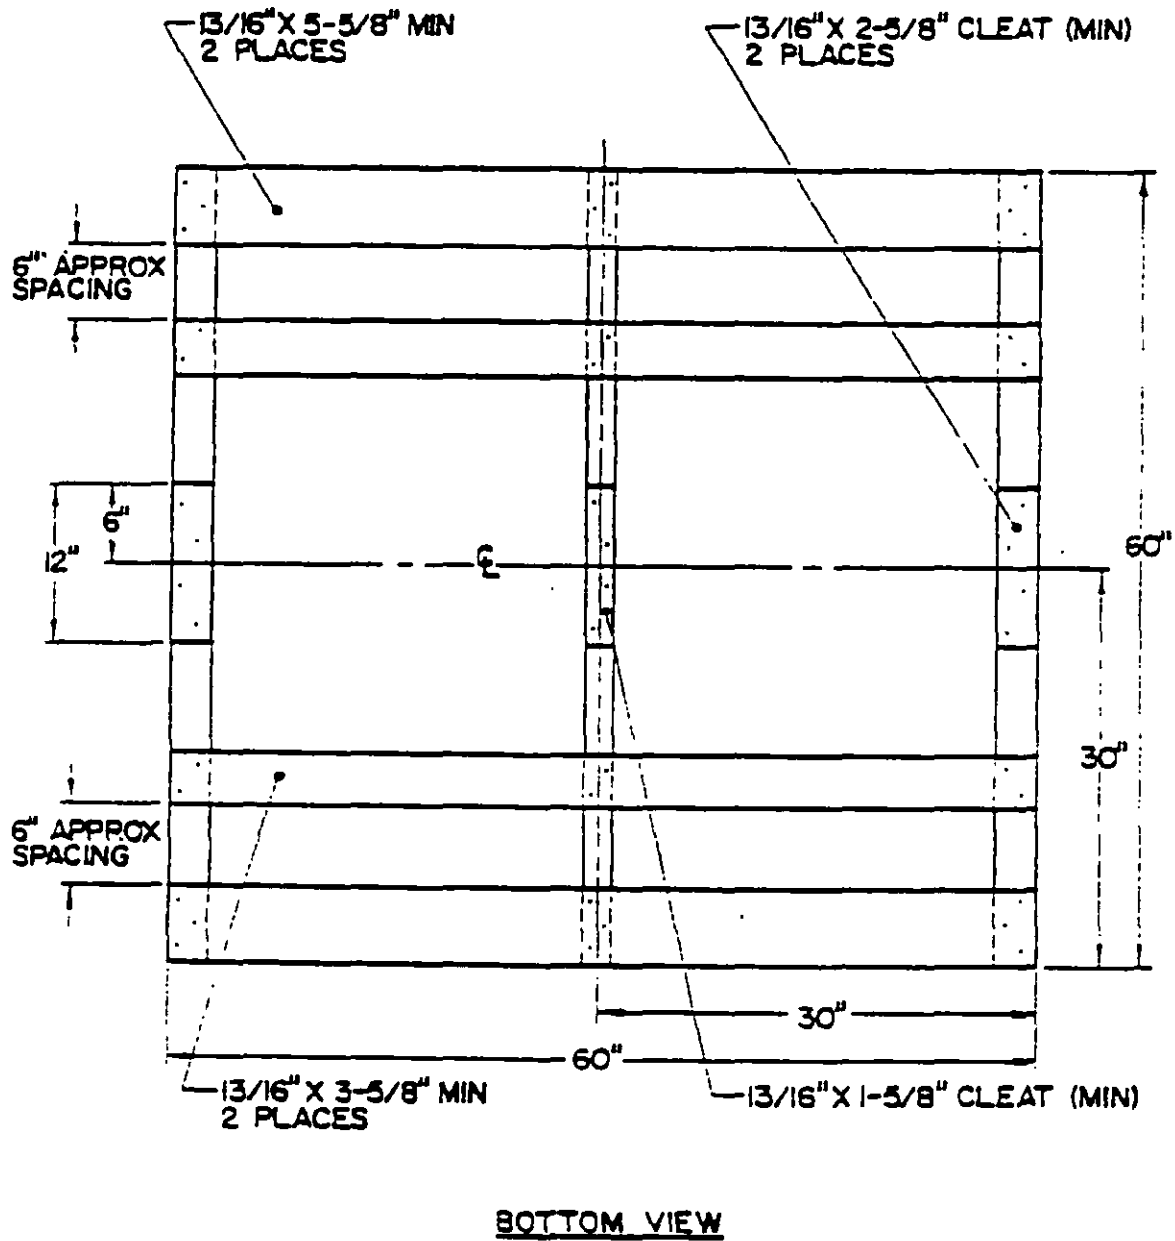 13/16" X 5-5/8" MIN
2 PLACES
13/16" X 2-5/8" CLEAT (MIN)
2 PLACES
6" APPROX
SPACING
6"
12"
℄
60"
30"
6" APPROX
SPACING
30"
60"
13/16" X 3-5/8" MIN
2 PLACES
13/16" X 1-5/8" CLEAT (MIN)
BOTTOM VIEW